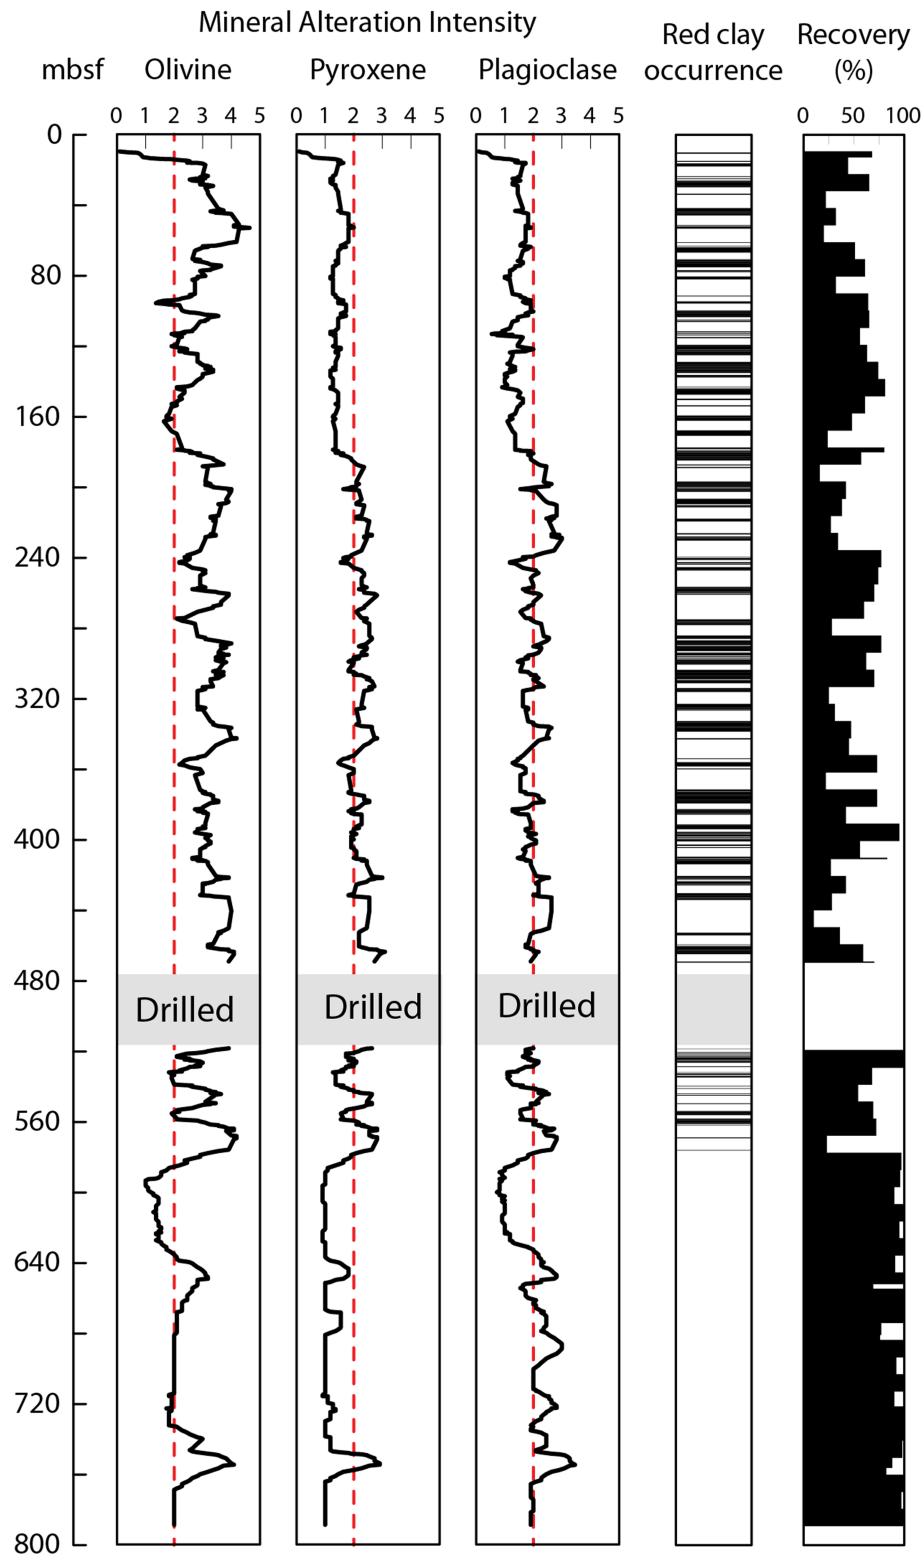 Mineral Alteration Intensity
Red clay occurrence
Recovery (%)
mbsf
Olivine
Pyroxene
Plagioclase
0 1 2 3 4 5
0 1 2 3 4 5
0 1 2 3 4 5
0 50 100
0
80
160
240
320
400
480
Drilled
Drilled
Drilled
560
640
720
800